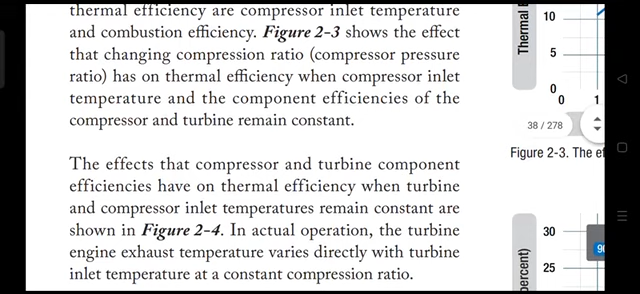 thermal efficiency are compressor inlet temperature
and combustion efficiency. Figure 2-3 shows the effect
that changing compression ratio (compressor pressure
ratio) has on thermal efficiency when compressor inlet
temperature and the component efficiencies of the
compressor and turbine remain constant.
The effects that compressor and turbine component
efficiencies have on thermal efficiency when turbine
and compressor inlet temperatures remain constant are
shown in Figure 2-4. In actual operation, the turbine
engine exhaust temperature varies directly with turbine
inlet temperature at a constant compression ratio.
Thermal
10
5
0
0 1
38 / 278
Figure 2-3. The
30
25